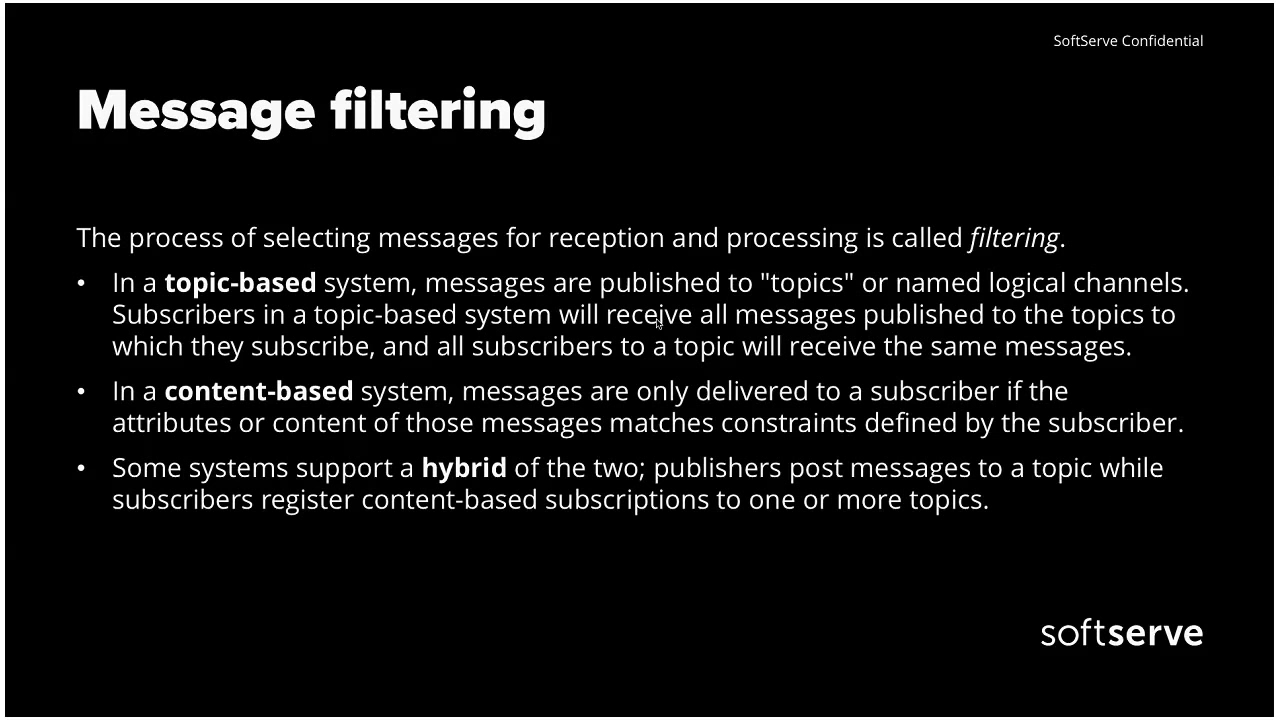 SoftServe Confidential
Message filtering
The process of selecting messages for reception and processing is called filtering.
• In a topic-based system, messages are published to "topics" or named logical channels.
Subscribers in a topic-based system will receive all messages published to the topics to
which they subscribe, and all subscribers to a topic will receive the same messages.
• In a content-based system, messages are only delivered to a subscriber if the
attributes or content of those messages matches constraints defined by the subscriber.
• Some systems support a hybrid of the two; publishers post messages to a topic while
subscribers register content-based subscriptions to one or more topics.
softserve